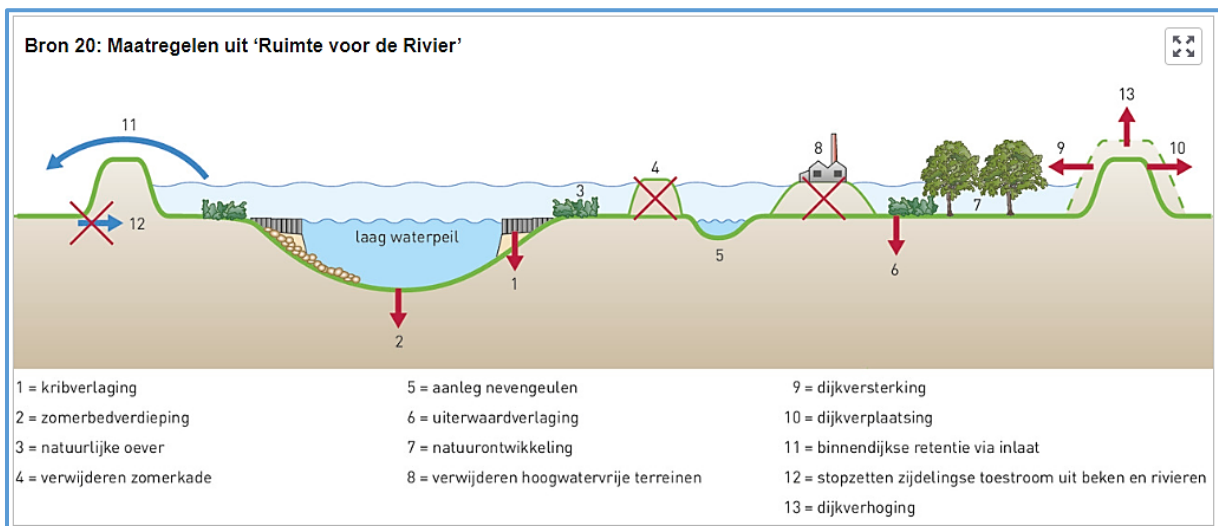 Bron 20: Maatregelen uit ‘Ruimte voor de Rivier’
13
11
8
4
9
10
3
7
12
laag waterpeil
5
1
6
2
1 = kribverlaging
2 = zomerbedverdieping
3 = natuurlijke oever
4 = verwijderen zomerkade
5 = aanleg nevengeulen
6 = uiterwaardverlaging
7 = natuurontwikkeling
8 = verwijderen hoogwatervrije terreinen
9 = dijkversterking
10 = dijkverplaatsing
11 = binnendijkse retentie via inlaat
12 = stopzetten zijdelingse toestroom uit beken en rivieren
13 = dijkverhoging